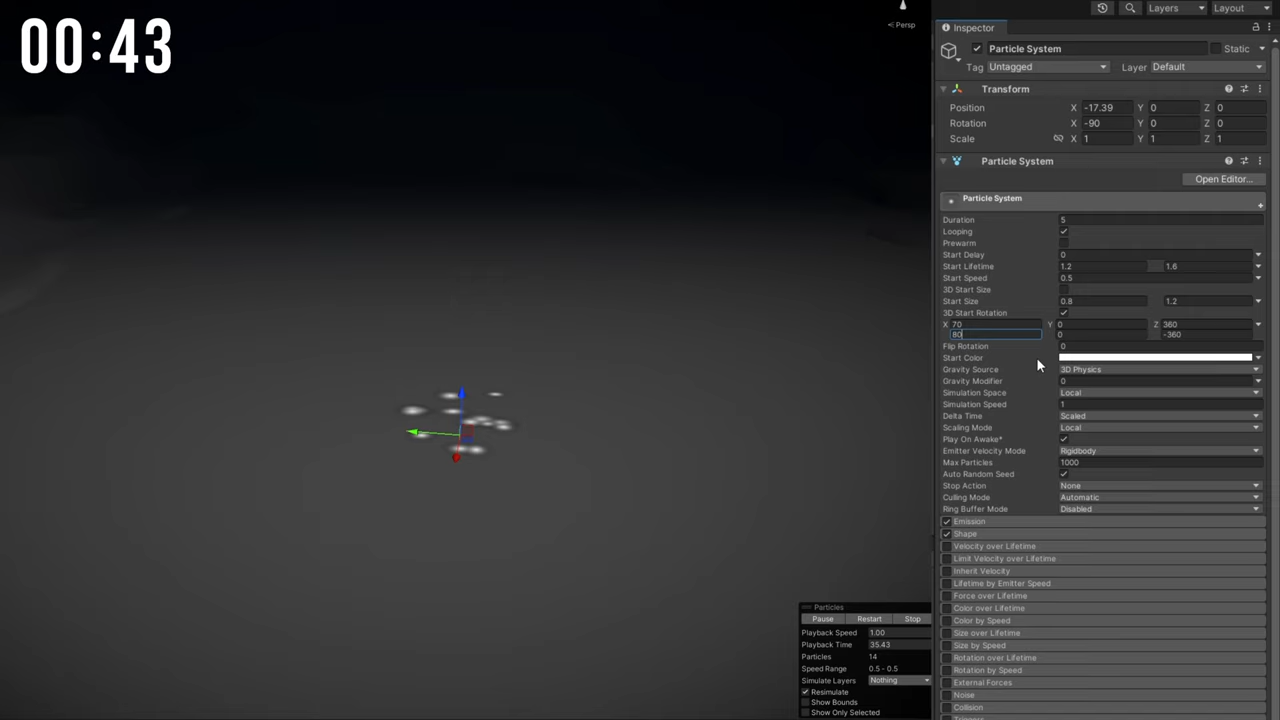 00:43
Persp
Layers
Layout
Inspector
Particle System
Static
Tag Untagged
Layer Default
Transform
Position X -17.39 Y 0 Z 0
Rotation X -90 Y 0 Z 0
Scale X 1 Y 1 Z 1
Particle System
Open Editor...
Particle System
Duration 5
Looping
Prewarm
Start Delay 0
Start Lifetime 1.2 1.6
Start Speed 0.5
3D Start Size
Start Size 0.8 1.2
3D Start Rotation
X 70 Y 0 Z 360
80 0 -360
Flip Rotation 0
Start Color
Gravity Source 3D Physics
Gravity Modifier 0
Simulation Space Local
Simulation Speed 1
Delta Time Scaled
Scaling Mode Local
Play On Awake*
Emitter Velocity Mode Rigidbody
Max Particles 1000
Auto Random Seed
Stop Action None
Culling Mode Automatic
Ring Buffer Mode Disabled
Emission
Shape
Velocity over Lifetime
Limit Velocity over Lifetime
Inherit Velocity
Lifetime by Emitter Speed
Force over Lifetime
Color over Lifetime
Color by Speed
Size over Lifetime
Size by Speed
Rotation over Lifetime
Rotation by Speed
External Forces
Noise
Collision
Triggers
Particles
Pause Restart Stop
Playback Speed 1.00
Playback Time 35.43
Particles 14
Speed Range 0.5 - 0.5
Simulate Layers Nothing
Resimulate
Show Bounds
Show Only Selected